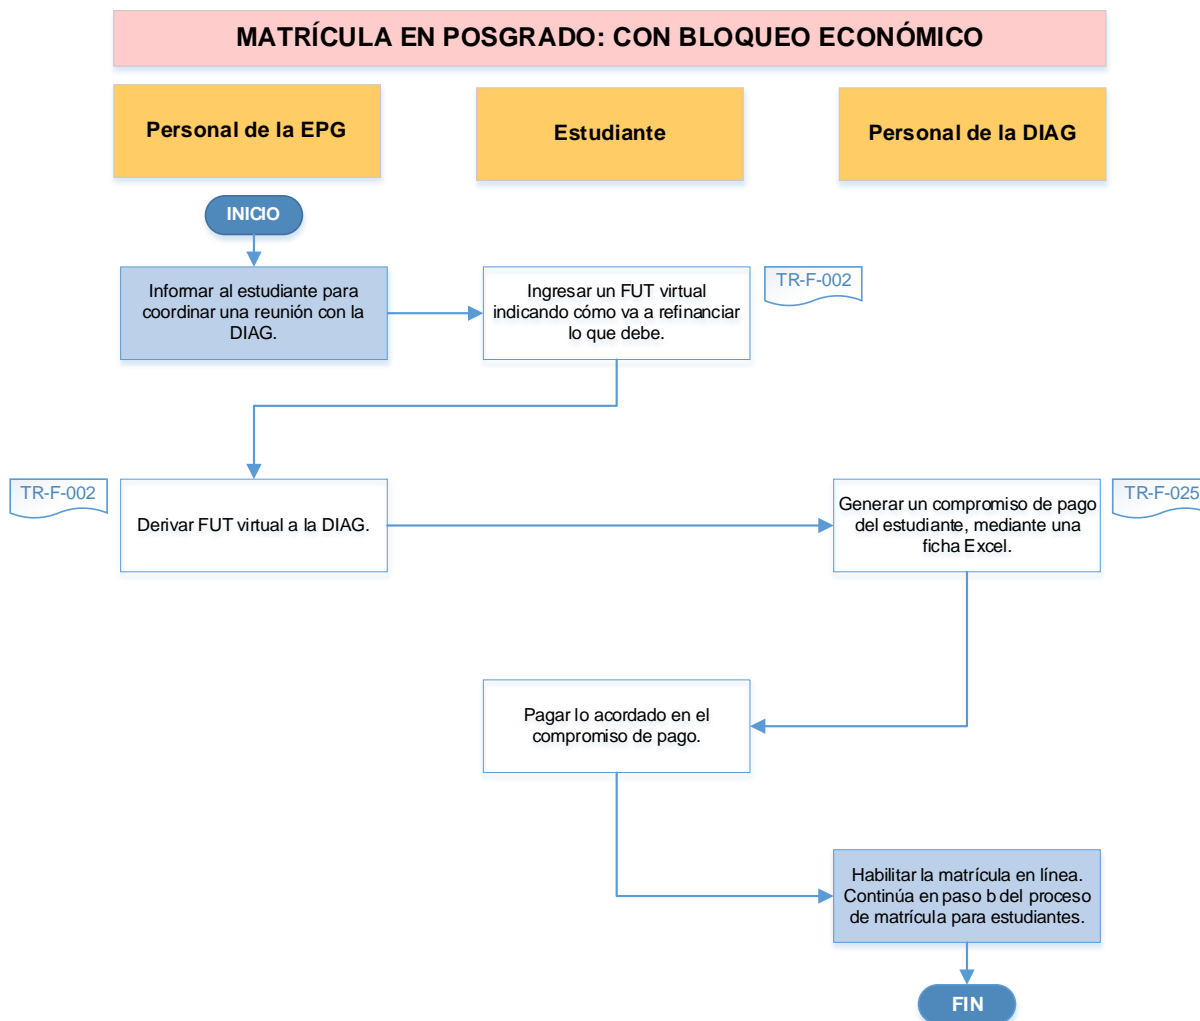 MATRÍCULA EN POSGRADO: CON BLOQUEO ECONÓMICO
Personal de la EPG
Estudiante
Personal de la DIAG
INICIO
Informar al estudiante para
coordinar una reunión con la
DIAG.
Ingresar un FUT virtual
indicando cómo va a refinanciar
lo que debe.
TR-F-002
TR-F-002
Derivar FUT virtual a la DIAG.
Generar un compromiso de pago
del estudiante, mediante una
ficha Excel.
TR-F-025
Pagar lo acordado en el
compromiso de pago.
Habilitar la matrícula en línea.
Continúa en paso b del proceso
de matrícula para estudiantes.
FIN